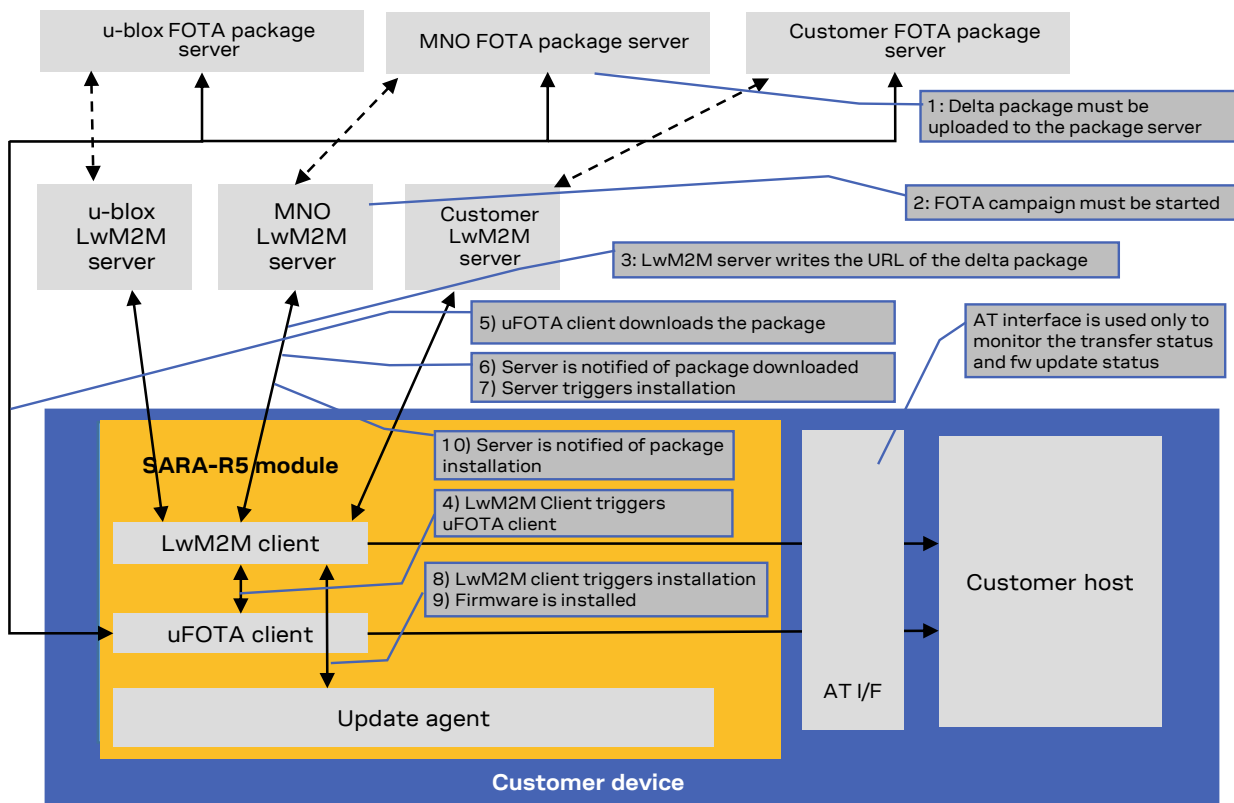 u-blox FOTA package
server
MNO FOTA package server
Customer FOTA package
server
1: Delta package must be
uploaded to the package server
u-blox
LwM2M
server
MNO
LwM2M
server
Customer
LwM2M
server
2: FOTA campaign must be started
3: LwM2M server writes the URL of the delta package
5) uFOTA client downloads the package
AT interface is used only to
monitor the transfer status
and fw update status
6) Server is notified of package downloaded
7) Server triggers installation
10) Server is notified of package
installation
SARA-R5 module
4) LwM2M Client triggers
uFOTA client
LwM2M client
8) LwM2M client triggers installation
9) Firmware is installed
Customer host
uFOTA client
AT I/F
Update agent
Customer device